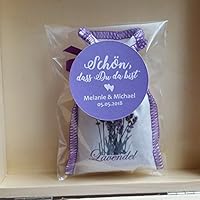 Schön,
dass Du da bist
Melanie & Michael
05.05.2018
Lavendel